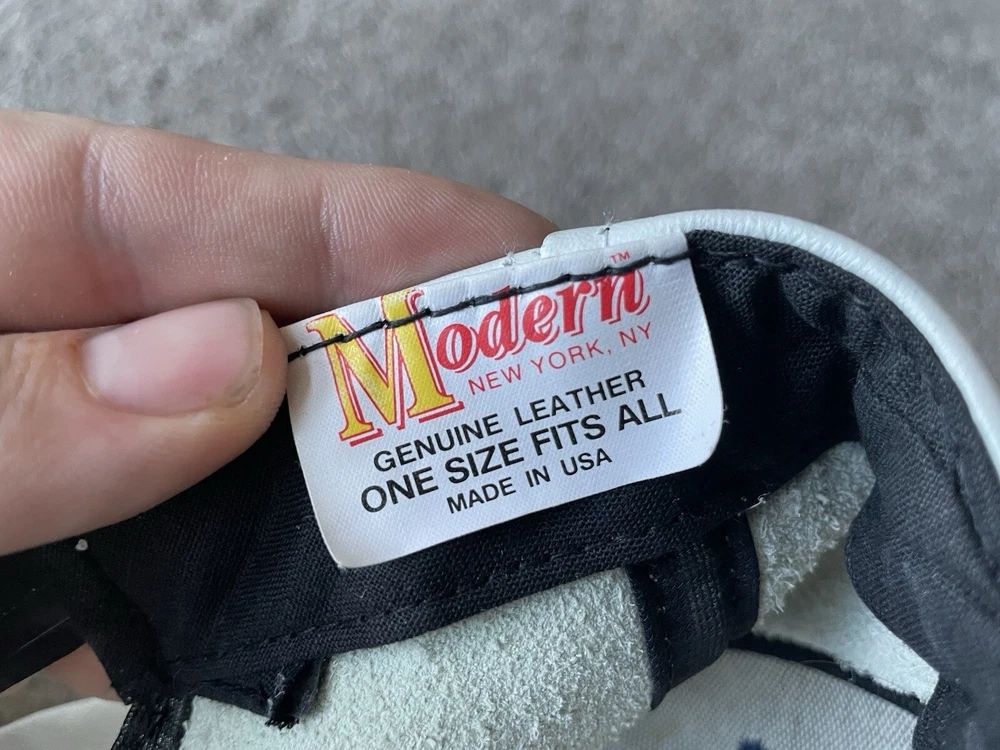 Modern™
NEW YORK, NY
GENUINE LEATHER
ONE SIZE FITS ALL
MADE IN USA